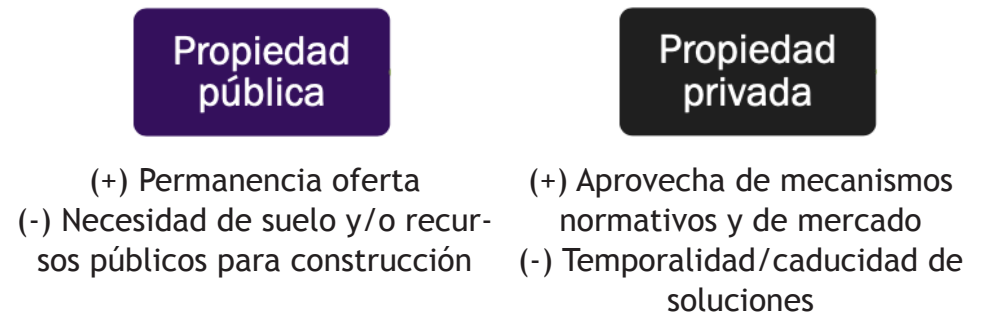 Propiedad
pública
(+) Permanencia oferta
(-) Necesidad de suelo y/o recur-
sos públicos para construcción
Propiedad
privada
(+) Aprovecha de mecanismos
normativos y de mercado
(-) Temporalidad/caducidad de
soluciones